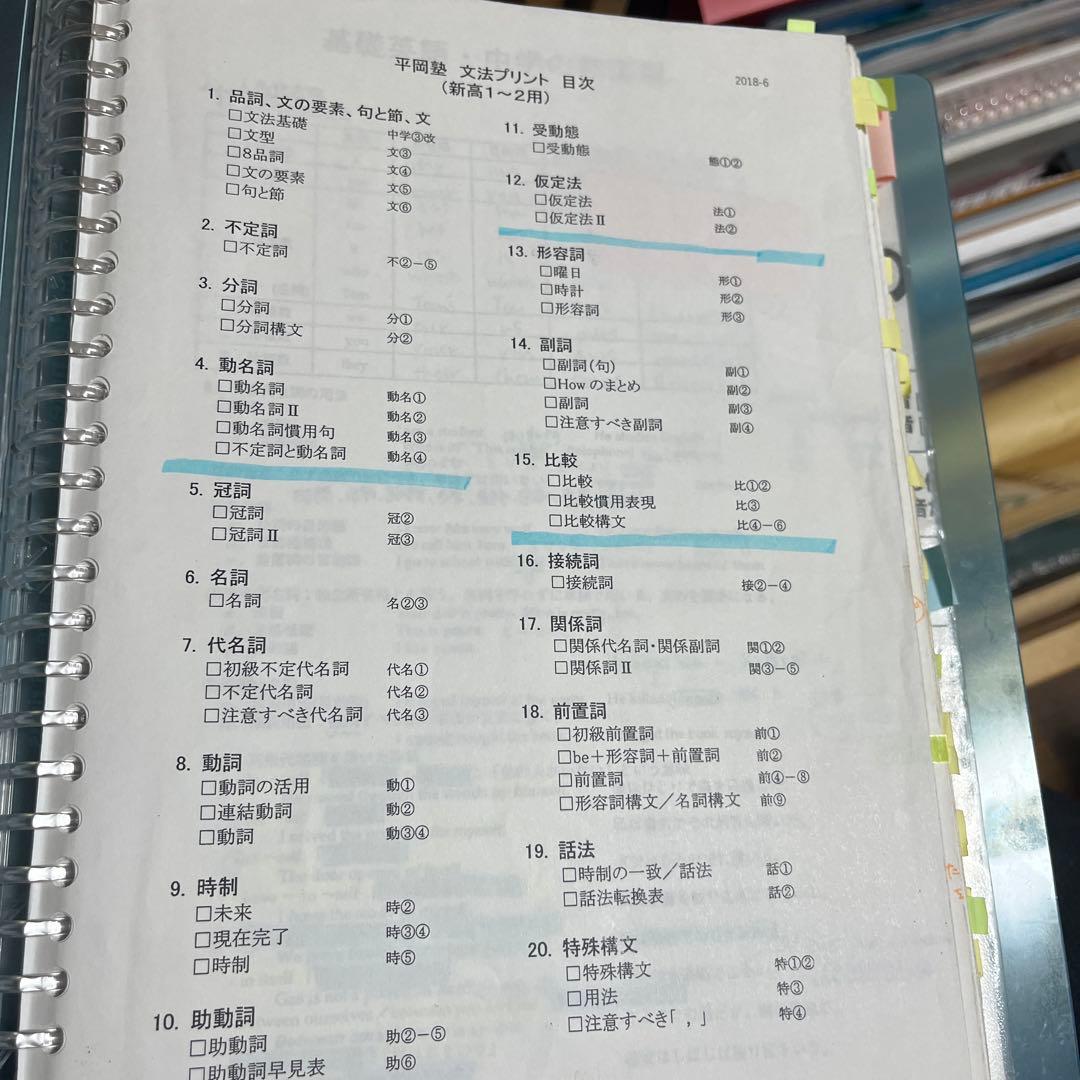 平岡塾 文法プリント 目次
(新高1～2用)
2018-6
1. 品詞、文の要素、句と節、文
□文法基礎 中学③改
□文型 文③
□8品詞 文④
□文の要素 文⑤
□句と節 文⑥
2. 不定詞
□不定詞 不②-⑤
3. 分詞
□分詞 分①
□分詞構文 分②
4. 動名詞
□動名詞 動名①
□動名詞Ⅱ 動名②
□動名詞慣用句 動名③
□不定詞と動名詞 動名④
5. 冠詞
□冠詞 冠②
□冠詞Ⅱ 冠③
6. 名詞
□名詞 名②③
7. 代名詞
□初級不定代名詞 代名①
□不定代名詞 代名②
□注意すべき代名詞 代名③
8. 動詞
□動詞の活用 動①
□連結動詞 動②
□動詞 動③④
9. 時制
□未来 時②
□現在完了 時③④
□時制 時⑤
10. 助動詞
□助動詞 助②-⑤
□助動詞早見表 助⑥
11. 受動態
□受動態 態①②
12. 仮定法
□仮定法 法①
□仮定法Ⅱ 法②
13. 形容詞
□曜日 形①
□時計 形②
□形容詞 形③
14. 副詞
□副詞(句) 副①
□Howのまとめ 副②
□副詞 副③
□注意すべき副詞 副④
15. 比較
□比較 比①②
□比較慣用表現 比③
□比較構文 比④-⑥
16. 接続詞
□接続詞 接②-④
17. 関係詞
□関係代名詞・関係副詞 関①②
□関係詞Ⅱ 関③-⑤
18. 前置詞
□初級前置詞 前①
□be+形容詞+前置詞 前②
□前置詞 前④-⑧
□形容詞構文／名詞構文 前⑨
19. 話法
□時制の一致／話法 話①
□話法転換表 話②
20. 特殊構文
□特殊構文 特①②
□用法 特③
□注意すべき「，」 特④